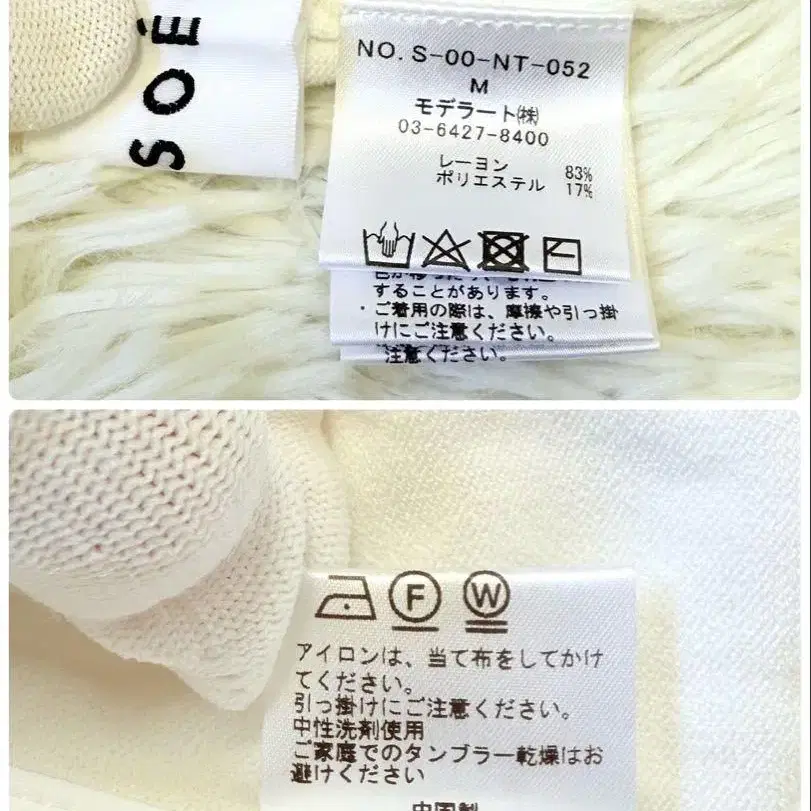 SOÉ
NO. S-00-NT-052
M
モデラート㈱
03-6427-8400
レーヨン 83%
ポリエステル 17%
することがあります。
・ご着用の際は、摩擦や引っ掛
けにご注意ください。
注意ください。
F
W
アイロンは、当て布をしてかけ
てください。
引っ掛けにご注意ください。
中性洗剤使用
ご家庭でのタンブラー乾燥はお
避けください
中国製